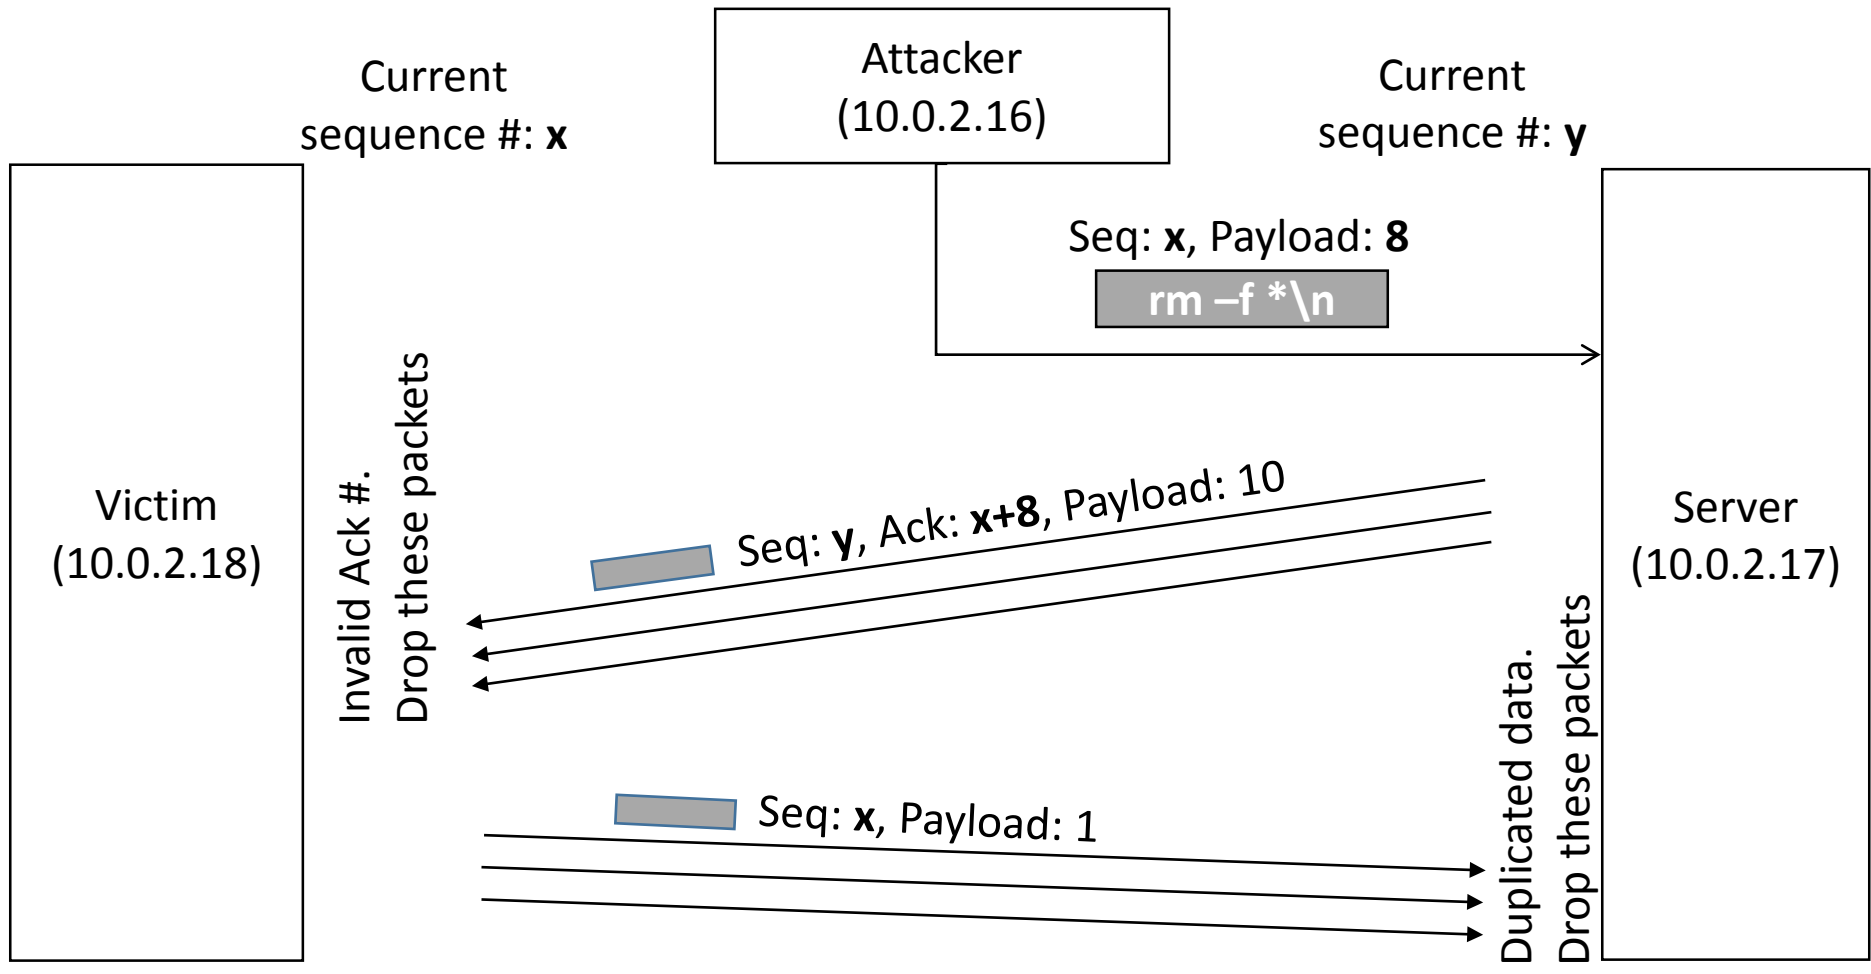 Current
sequence #: x
Attacker
(10.0.2.16)
Current
sequence #: y
Seq: x, Payload: 8
rm –f *\n
Victim
(10.0.2.18)
Invalid Ack #.
Drop these packets
Seq: y, Ack: x+8, Payload: 10
Server
(10.0.2.17)
Seq: x, Payload: 1
Duplicated data.
Drop these packets